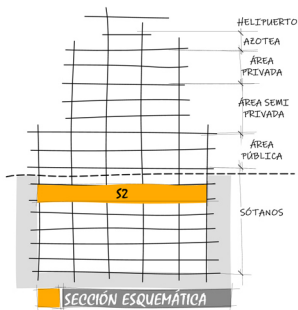 HELIPUERTO
AZOTEA
ÁREA
PRIVADA
ÁREA SEMI
PRIVADA
ÁREA
PÚBLICA
S2
SÓTANOS
SECCIÓN ESQUEMÁTICA